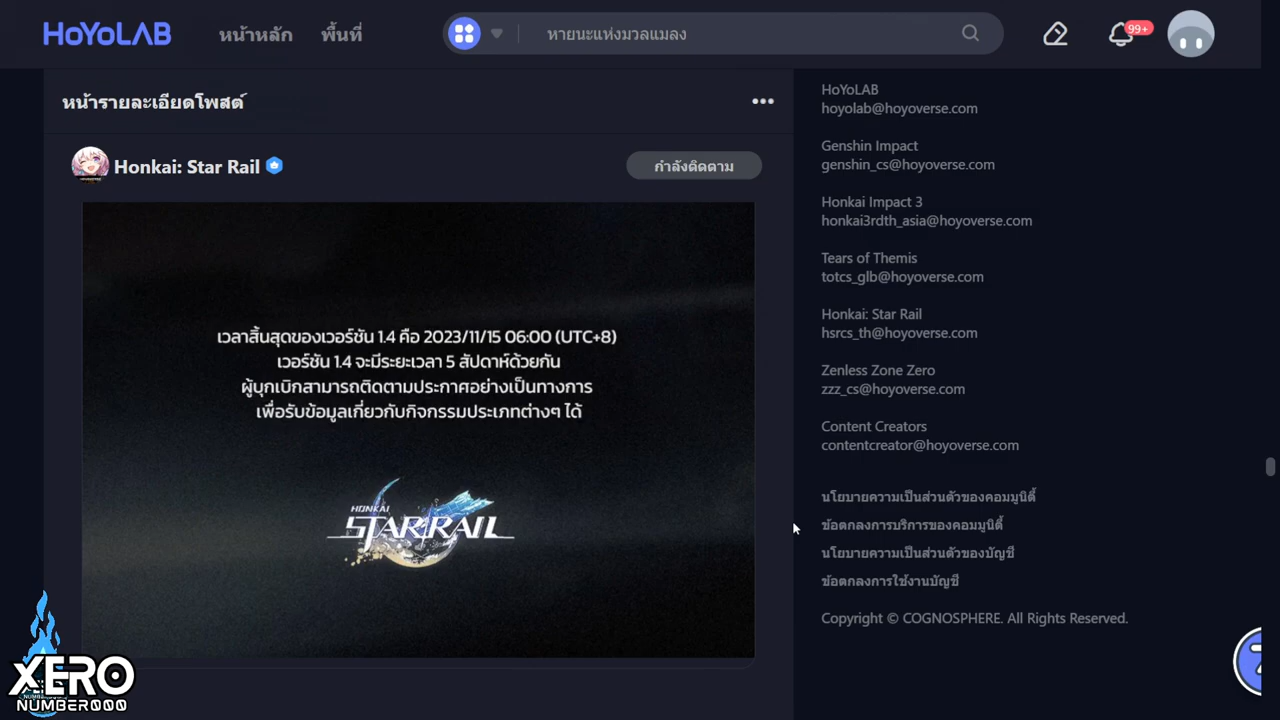 HoYoLAB
หน้าหลัก
พื้นที่
หายนะแห่งมวลแมลง
99+
หน้ารายละเอียดโพสต์
Honkai: Star Rail
กำลังติดตาม
เวลาสิ้นสุดของเวอร์ชัน 1.4 คือ 2023/11/15 06:00 (UTC+8)
เวอร์ชัน 1.4 จะมีระยะเวลา 5 สัปดาห์ด้วยกัน
ผู้บุกเบิกสามารถติดตามประกาศอย่างเป็นทางการ
เพื่อรับข้อมูลเกี่ยวกับกิจกรรมประเภทต่างๆ ได้
HONKAI
STAR RAIL
HoYoLAB
hoyolab@hoyoverse.com
Genshin Impact
genshin_cs@hoyoverse.com
Honkai Impact 3
honkai3rdth_asia@hoyoverse.com
Tears of Themis
totcs_glb@hoyoverse.com
Honkai: Star Rail
hsrcs_th@hoyoverse.com
Zenless Zone Zero
zzz_cs@hoyoverse.com
Content Creators
contentcreator@hoyoverse.com
นโยบายความเป็นส่วนตัวของคอมมูนิตี้
ข้อตกลงการบริการของคอมมูนิตี้
นโยบายความเป็นส่วนตัวของบัญชี
ข้อตกลงการใช้งานบัญชี
Copyright © COGNOSPHERE. All Rights Reserved.
XERO
NUMBER000